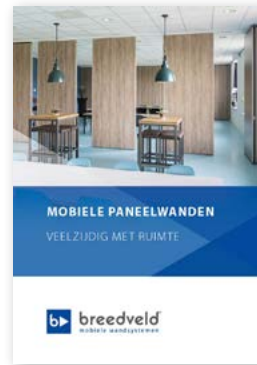 MOBIELE PANEELWANDEN
VEELZIJDIG MET RUIMTE
b
breedveld
mobiele wandsystemen